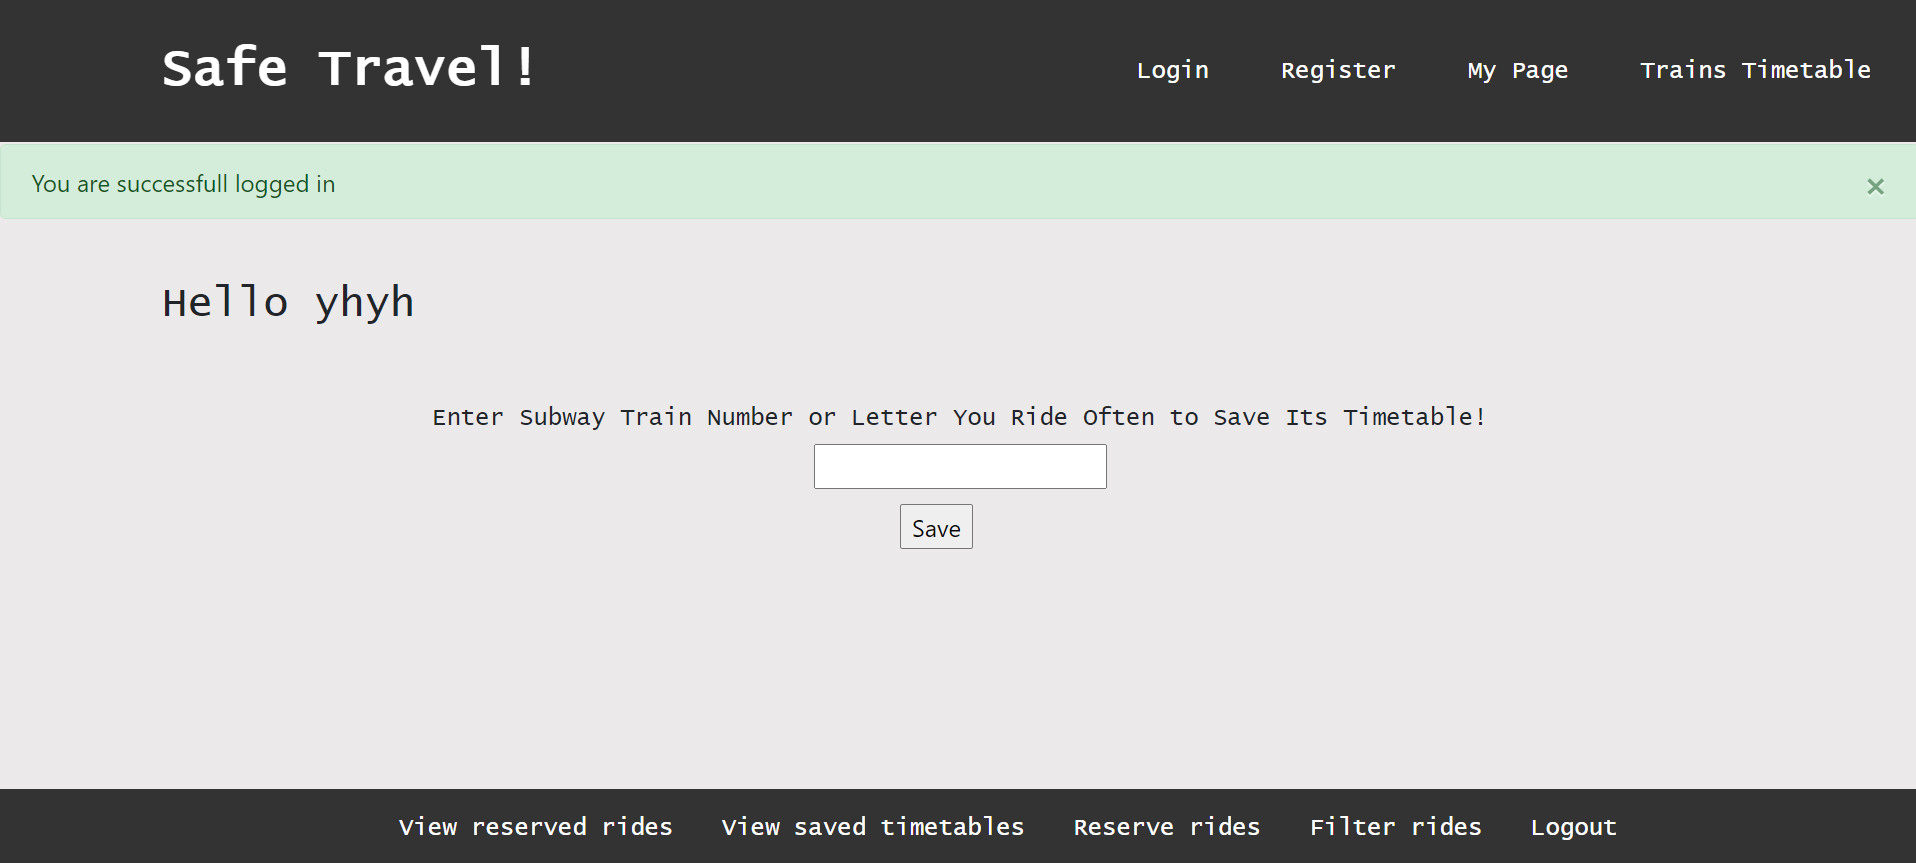 Safe Travel!
Login Register My Page Trains Timetable
You are successfull logged in ×
Hello yhyh
Enter Subway Train Number or Letter You Ride Often to Save Its Timetable!
Save
View reserved rides View saved timetables Reserve rides Filter rides Logout